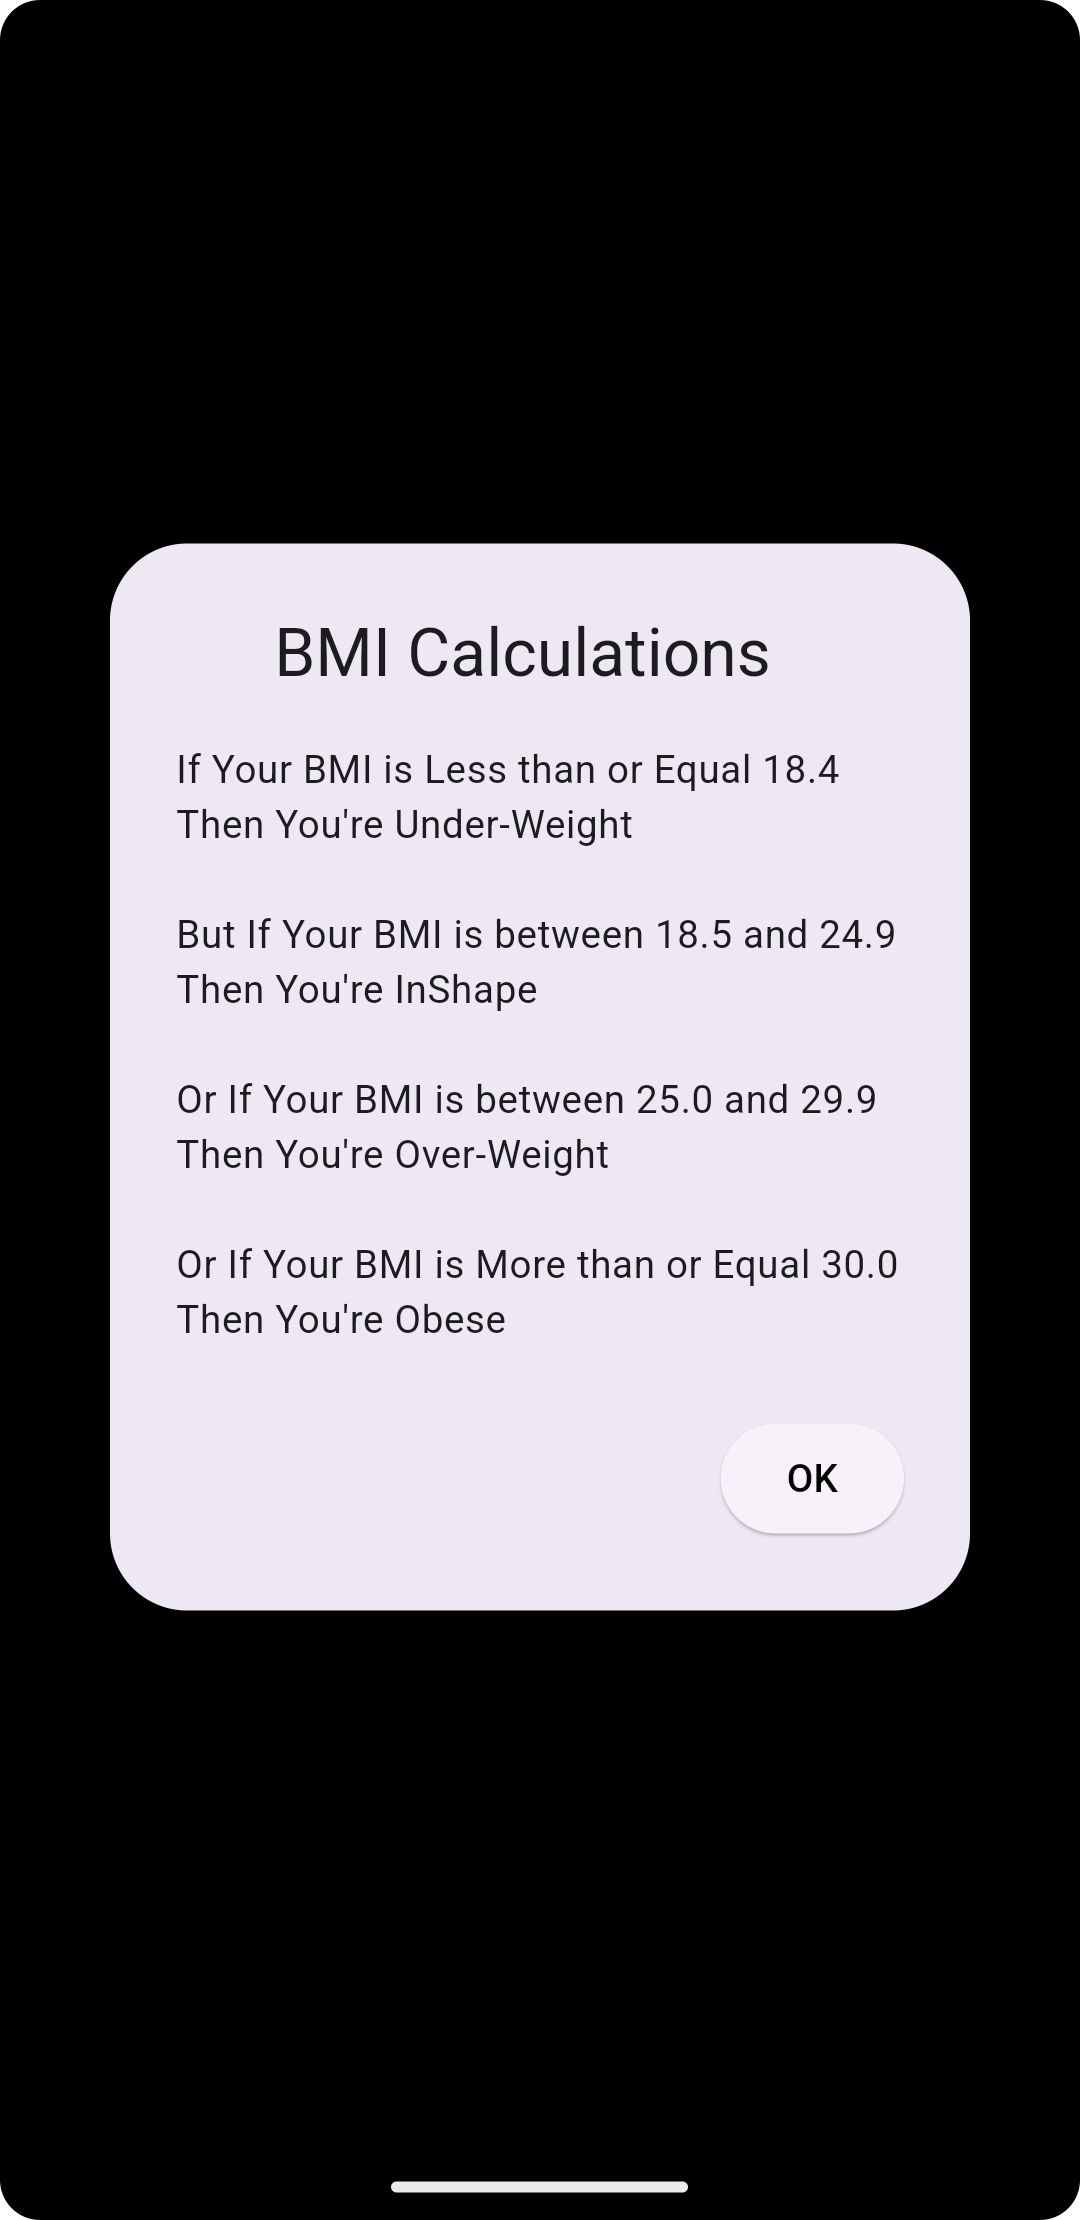 BMI Calculations
If Your BMI is Less than or Equal 18.4
Then You're Under-Weight
But If Your BMI is between 18.5 and 24.9
Then You're InShape
Or If Your BMI is between 25.0 and 29.9
Then You're Over-Weight
Or If Your BMI is More than or Equal 30.0
Then You're Obese
OK